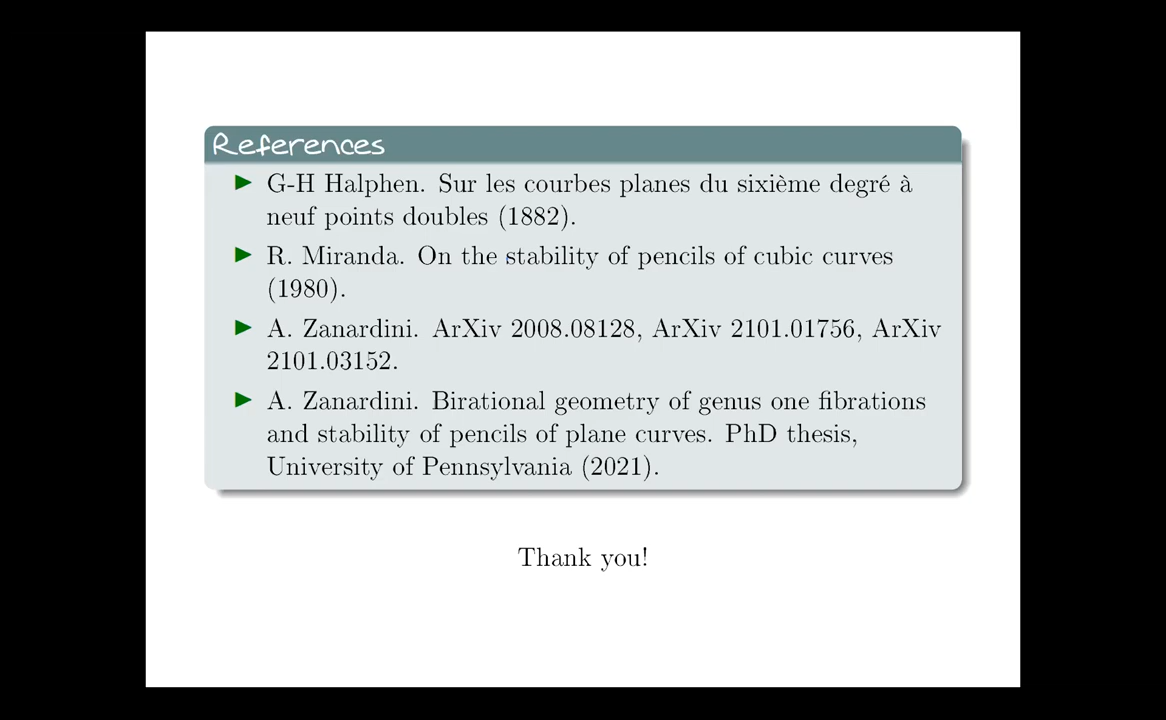 References
G-H Halphen. Sur les courbes planes du sixième degré à
neuf points doubles (1882).
R. Miranda. On the stability of pencils of cubic curves
(1980).
A. Zanardini. ArXiv 2008.08128, ArXiv 2101.01756, ArXiv
2101.03152.
A. Zanardini. Birational geometry of genus one fibrations
and stability of pencils of plane curves. PhD thesis,
University of Pennsylvania (2021).
Thank you!